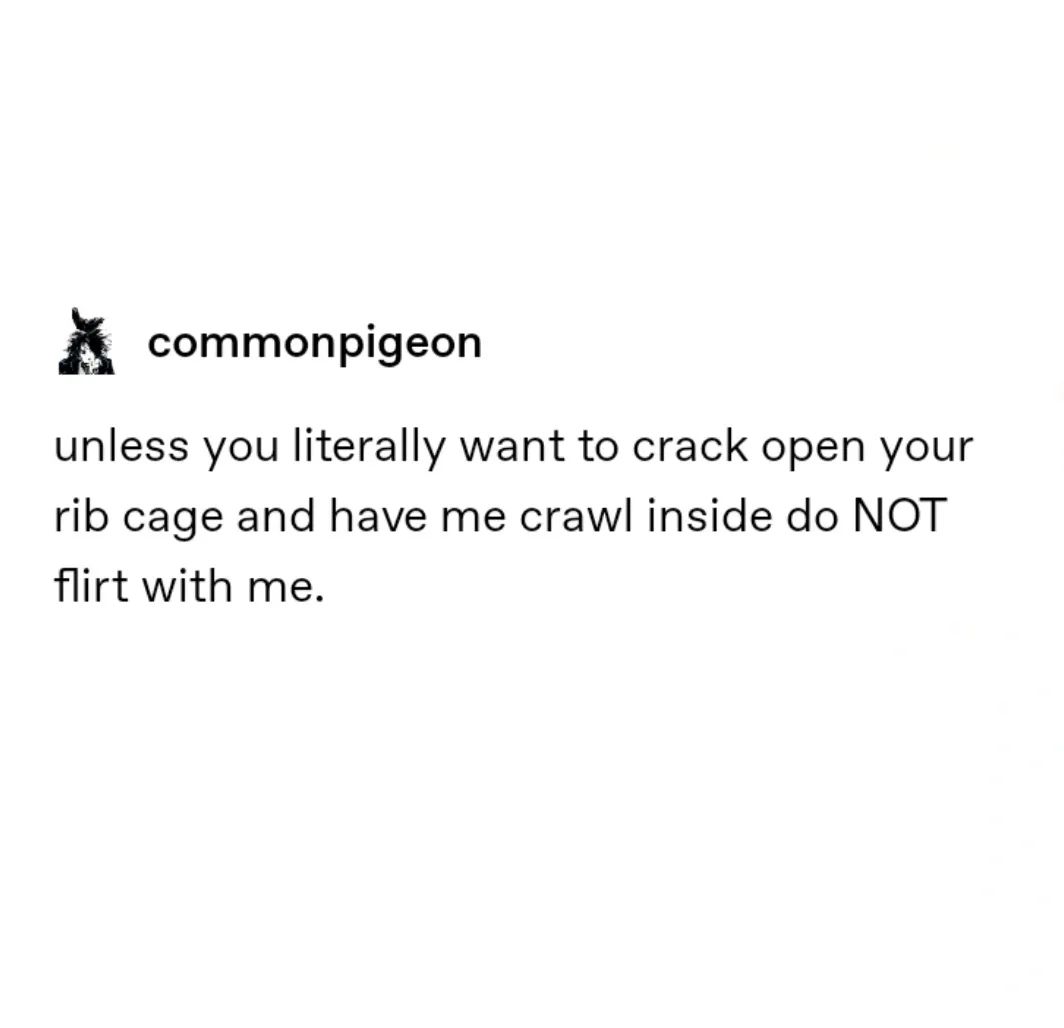 commonpigeon
unless you literally want to crack open your
rib cage and have me crawl inside do NOT
flirt with me.